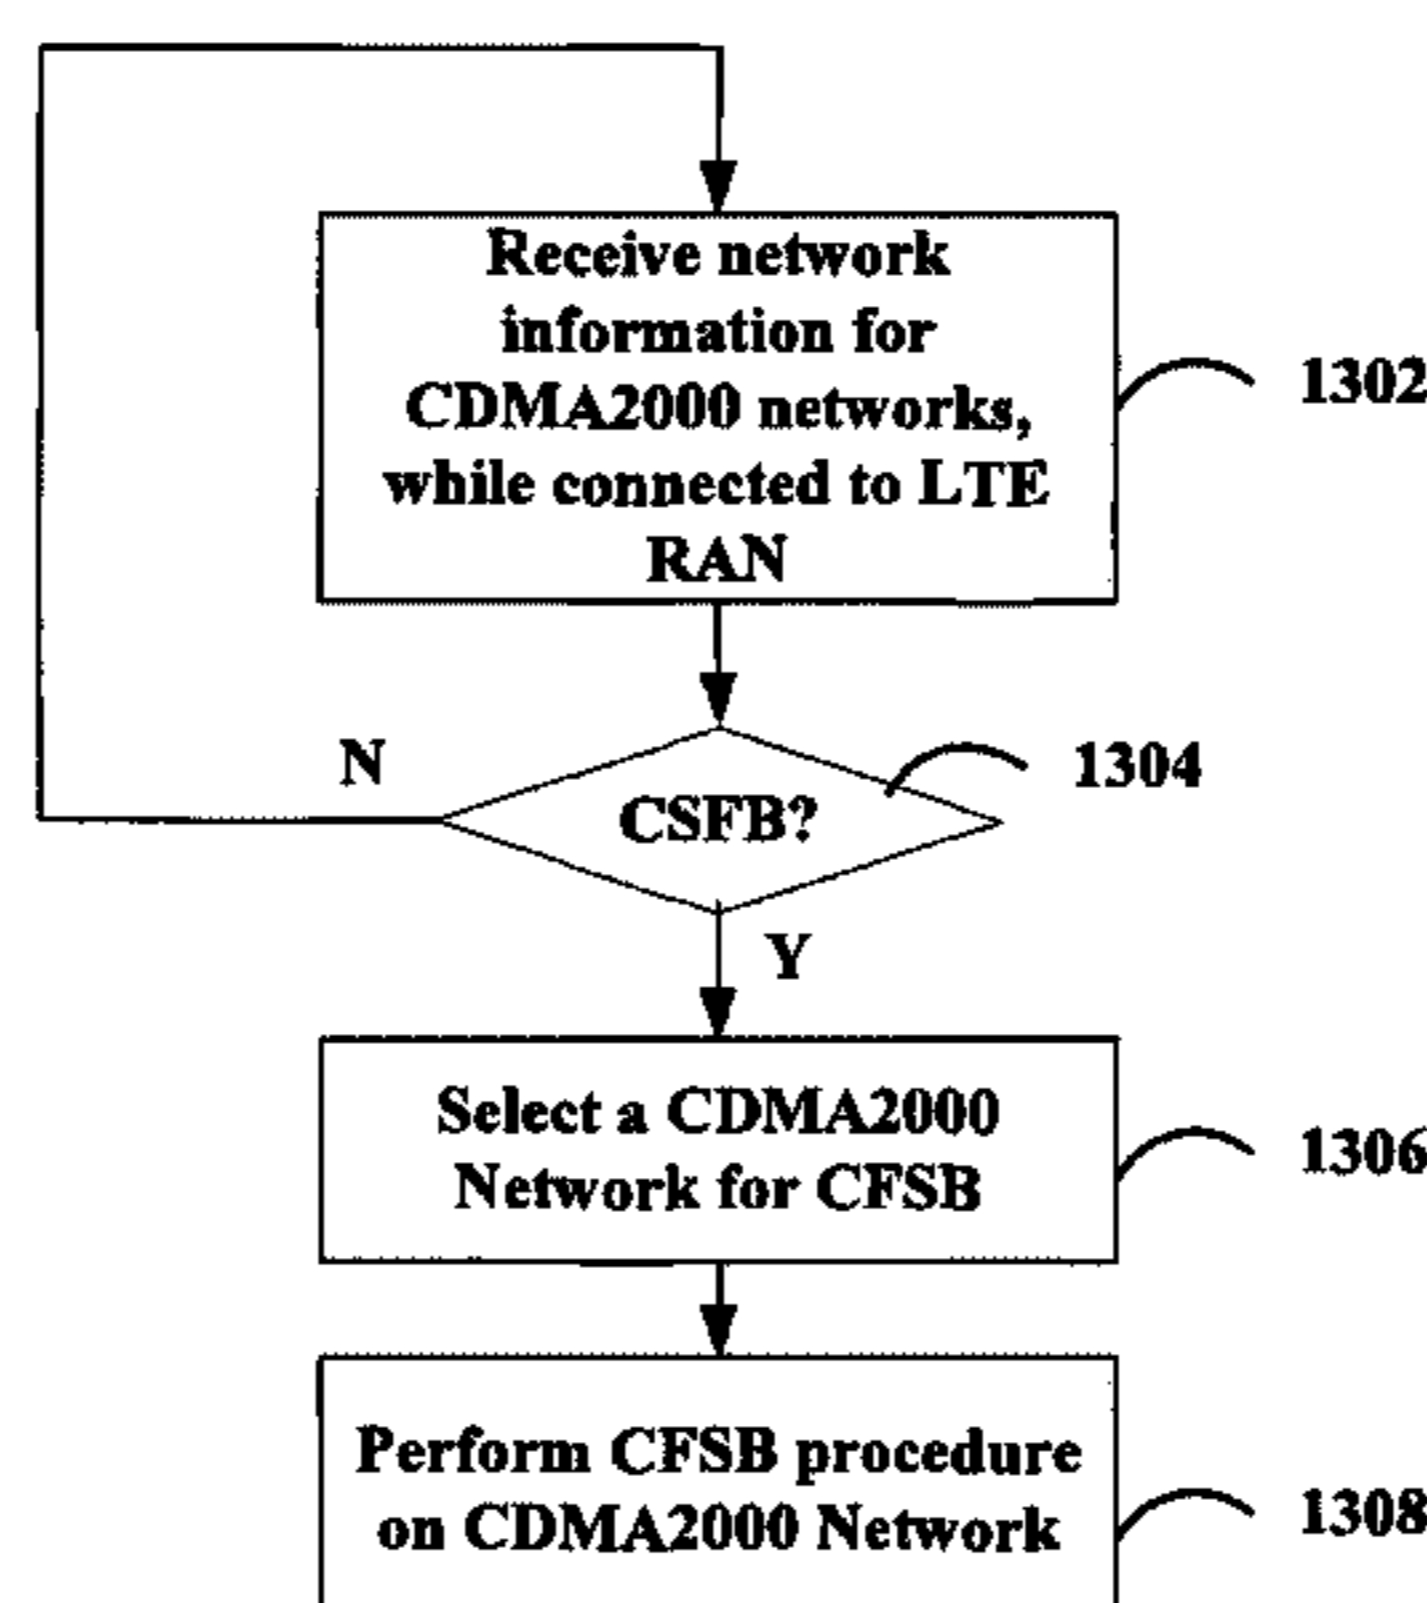 Receive network
information for
CDMA2000 networks,
while connected to LTE
RAN
1302
N
1304
CSFB?
Y
Select a CDMA2000
Network for CFSB
1306
Perform CFSB procedure
on CDMA2000 Network
1308